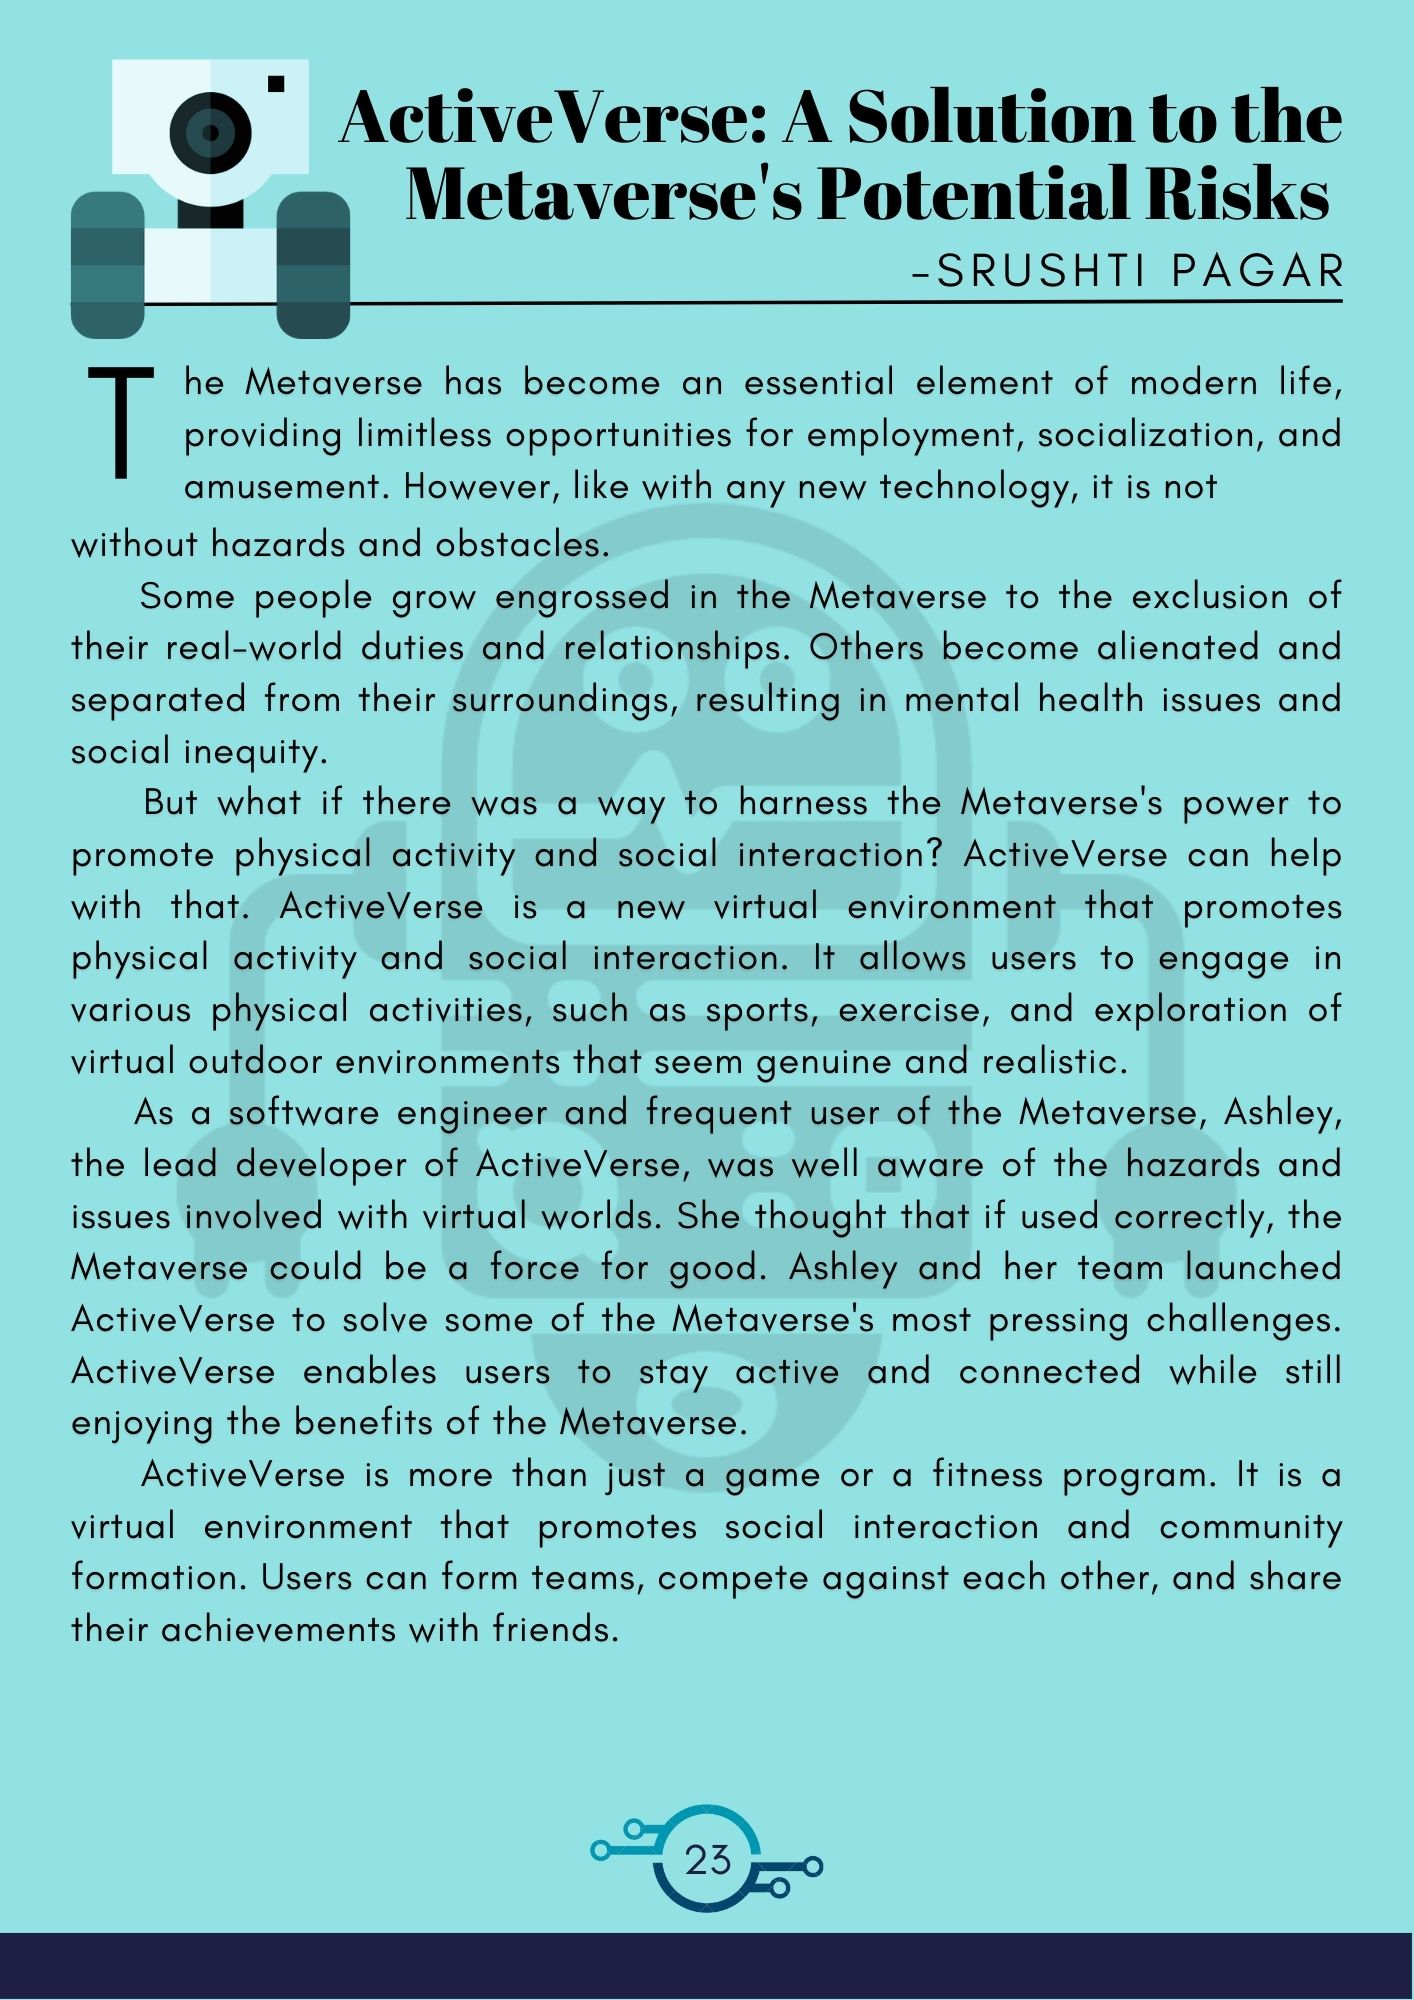 ActiveVerse: A Solution to the
Metaverse's Potential Risks
-SRUSHTI PAGAR
The Metaverse has become an essential element of modern life,
providing limitless opportunities for employment, socialization, and
amusement. However, like with any new technology, it is not
without hazards and obstacles.
Some people grow engrossed in the Metaverse to the exclusion of
their real-world duties and relationships. Others become alienated and
separated from their surroundings, resulting in mental health issues and
social inequity.
But what if there was a way to harness the Metaverse's power to
promote physical activity and social interaction? ActiveVerse can help
with that. ActiveVerse is a new virtual environment that promotes
physical activity and social interaction. It allows users to engage in
various physical activities, such as sports, exercise, and exploration of
virtual outdoor environments that seem genuine and realistic.
As a software engineer and frequent user of the Metaverse, Ashley,
the lead developer of ActiveVerse, was well aware of the hazards and
issues involved with virtual worlds. She thought that if used correctly, the
Metaverse could be a force for good. Ashley and her team launched
ActiveVerse to solve some of the Metaverse's most pressing challenges.
ActiveVerse enables users to stay active and connected while still
enjoying the benefits of the Metaverse.
ActiveVerse is more than just a game or a fitness program. It is a
virtual environment that promotes social interaction and community
formation. Users can form teams, compete against each other, and share
their achievements with friends.
23